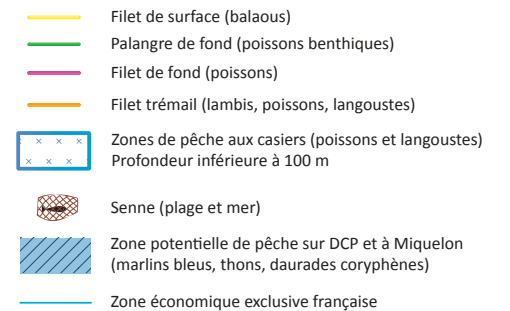 Filet de surface (balaous)
Palangre de fond (poissons benthiques)
Filet de fond (poissons)
Filet trémail (lambis, poissons, langoustes)
Zones de pêche aux casiers (poissons et langoustes)
Profondeur inférieure à 100 m
Senne (plage et mer)
Zone potentielle de pêche sur DCP et à Miquelon
(marlins bleus, thons, daurades coryphènes)
Zone économique exclusive française